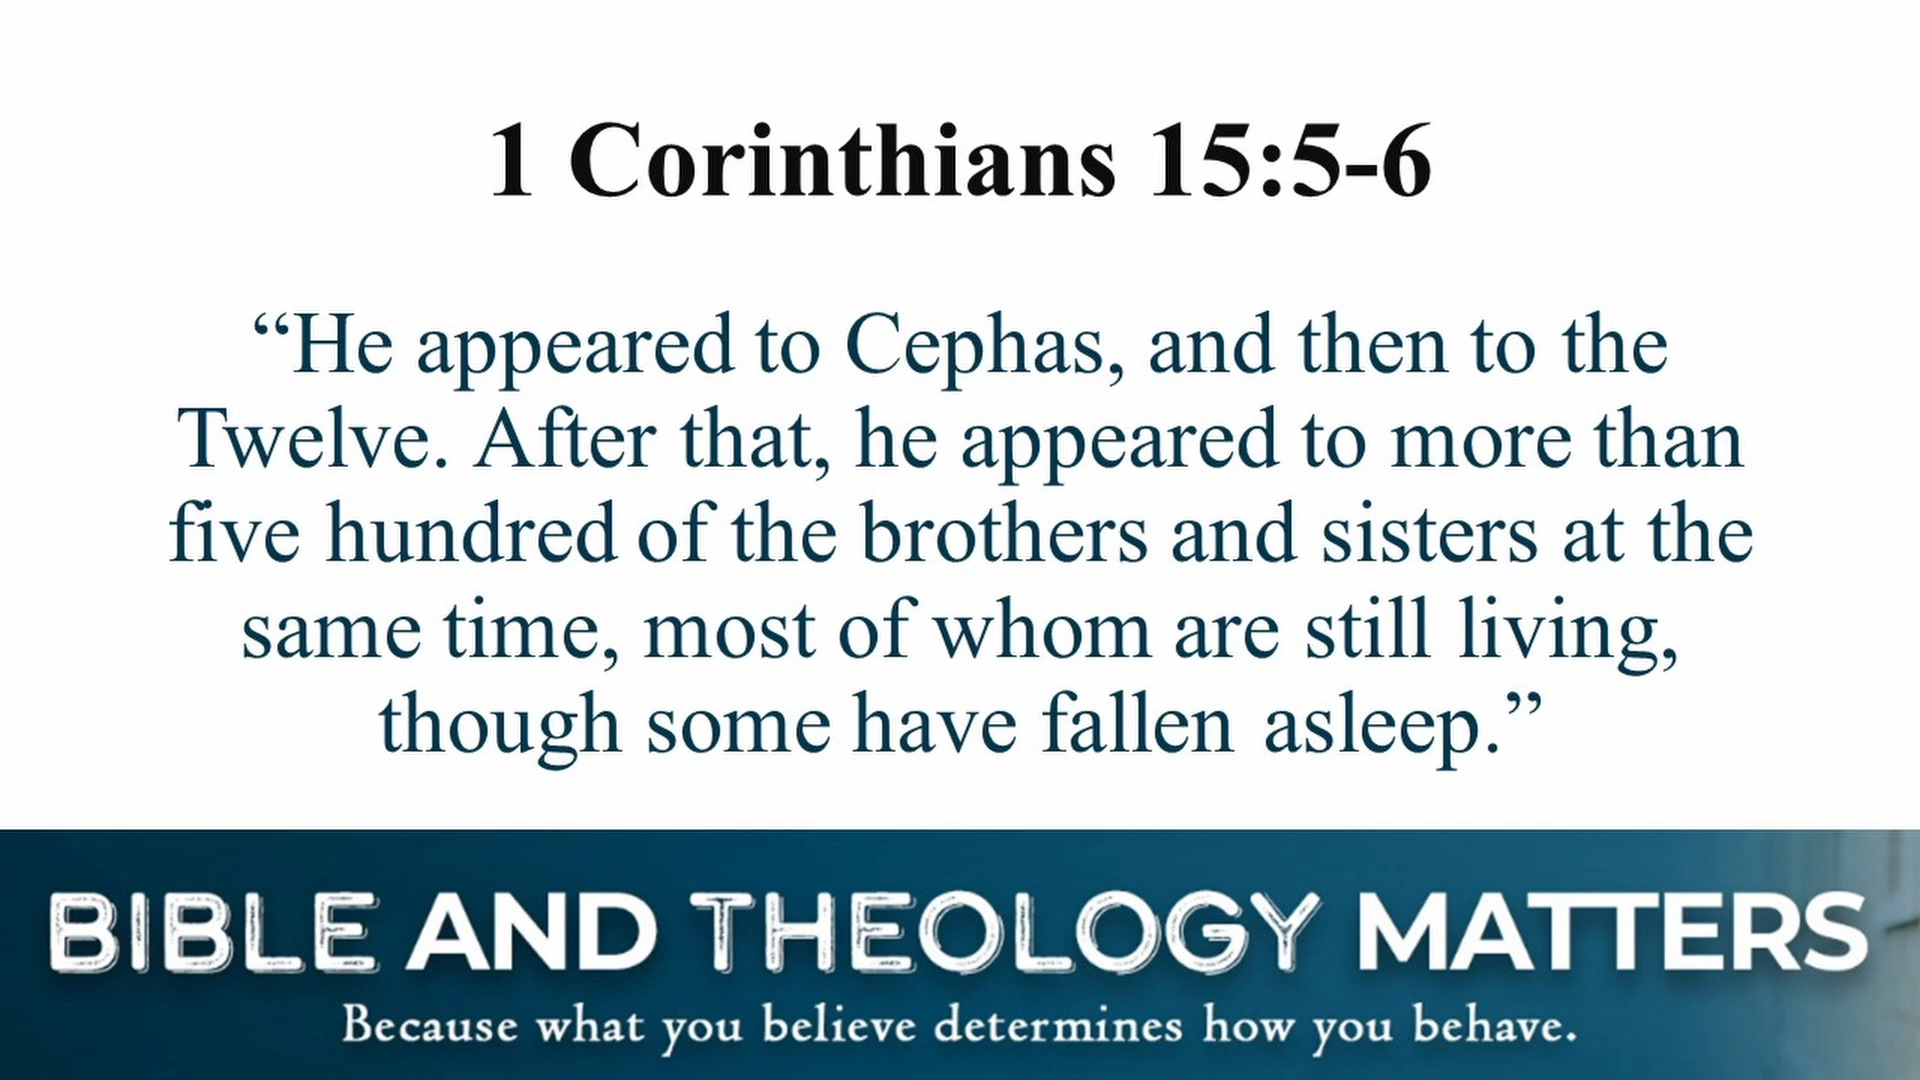 1 Corinthians 15:5-6
“He appeared to Cephas, and then to the
Twelve. After that, he appeared to more than
five hundred of the brothers and sisters at the
same time, most of whom are still living,
though some have fallen asleep.”
BIBLE AND THEOLOGY MATTERS
Because what you believe determines how you behave.